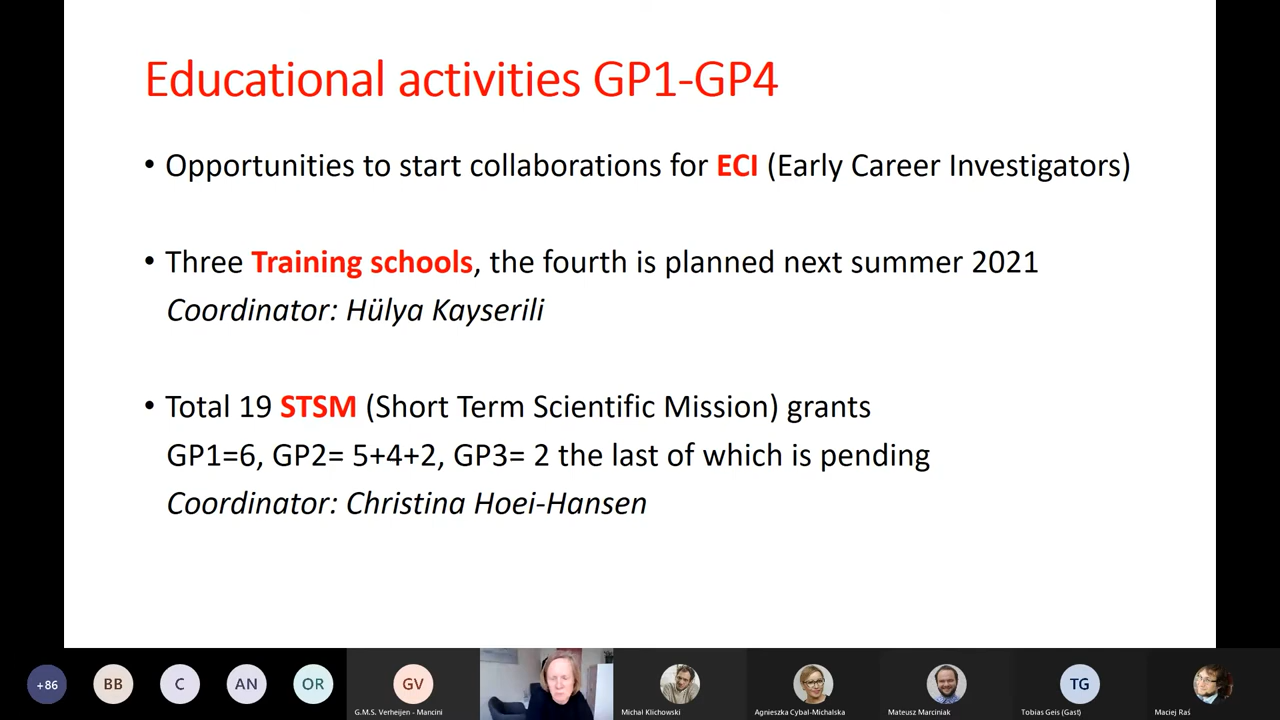 Educational activities GP1-GP4
• Opportunities to start collaborations for ECI (Early Career Investigators)
• Three Training schools, the fourth is planned next summer 2021
Coordinator: Hülya Kayserili
• Total 19 STSM (Short Term Scientific Mission) grants
GP1=6, GP2= 5+4+2, GP3= 2 the last of which is pending
Coordinator: Christina Hoei-Hansen
+86 BB C AN OR GV TG
G.M.S. Verheijen - Mancini Michał Klichowski Agnieszka Cybal-Michalska Mateusz Marciniak Tobias Geis (Gast) Maciej Raś